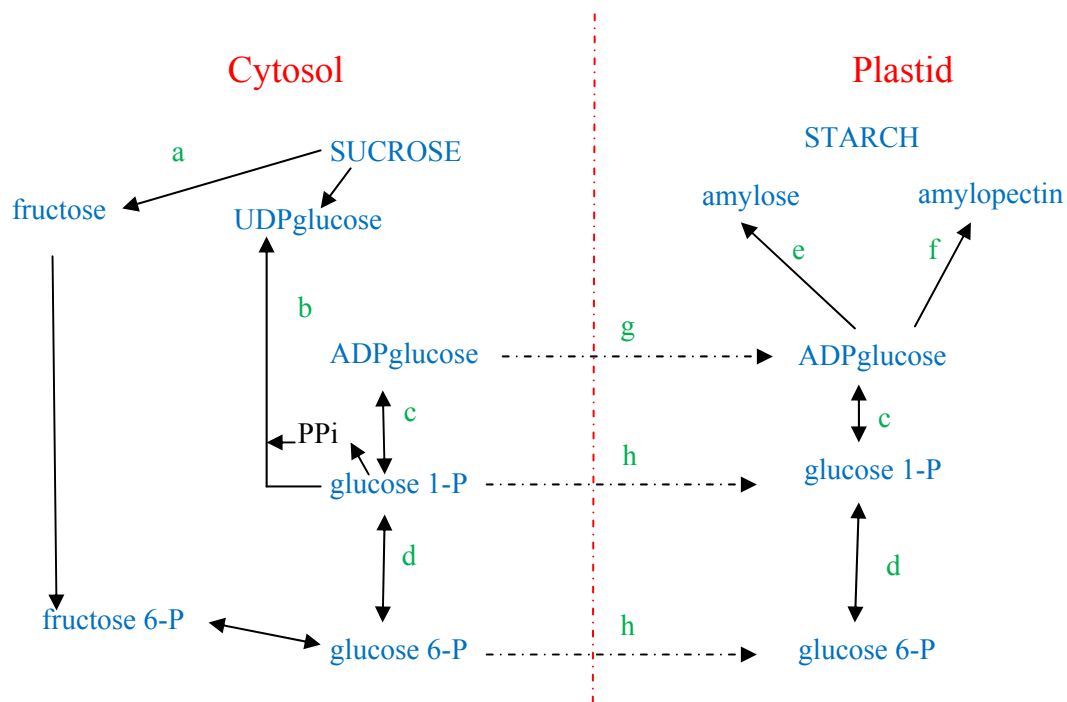 Cytosol
Plastid
STARCH
a
SUCROSE
fructose
UDPglucose
amylose
amylopectin
b
e
f
g
ADPglucose
ADPglucose
c
c
PPi
h
glucose 1-P
glucose 1-P
d
d
fructose 6-P
h
glucose 6-P
glucose 6-P